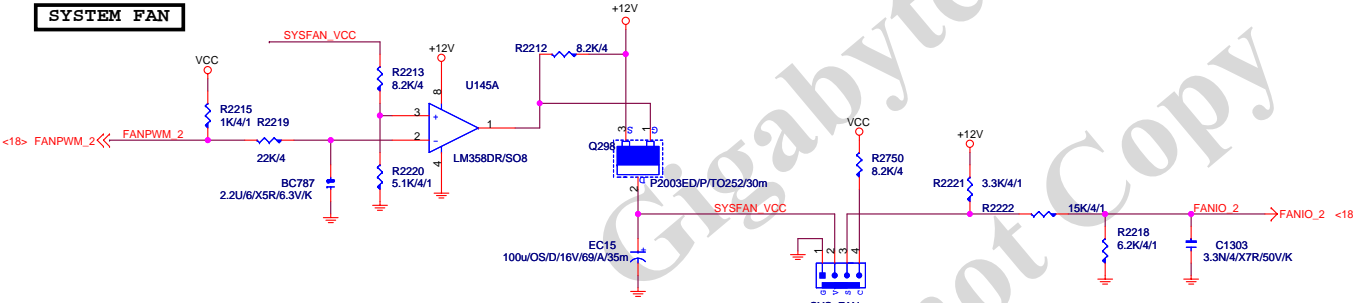 SYSTEM FAN
+12V
SYSFAN_VCC
R2212
8.2K/4
+12V
VCC
R2213
8.2K/4
U145A
R2215
1K/4/1
R2219
8
3
+
1
2
-
3
S
1
G
<18> FANPWM_2
FANPWM_2
22K/4
4
LM358DR/SO8
Q298
VCC
+12V
R2220
5.1K/4/1
BC787
2.2U/6/X5R/6.3V/K
D
2
P2003ED/P/TO252/30m
R2750
8.2K/4
R2221
3.3K/4/1
SYSFAN_VCC
R2222
15K/4/1
FANIO_2
FANIO_2 <18
EC15
100u/OS/D/16V/69/A/35m
1
2
3
4
R2218
6.2K/4/1
C1303
3.3N/4/X7R/50V/K
G
V
S
C
Gigabyte
not Copy